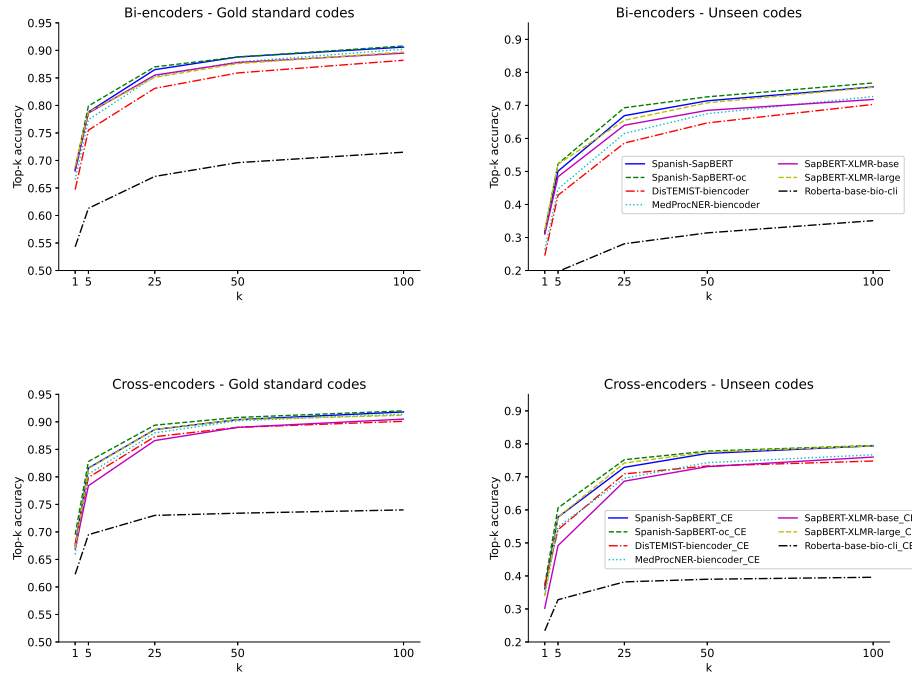 Bi-encoders - Gold standard codes
0.95
0.90
0.85
0.80
0.75
0.70
0.65
0.60
0.55
0.50
Top-k accuracy
1 5 25 50 100
k
Bi-encoders - Unseen codes
0.9
0.8
0.7
0.6
0.5
0.4
0.3
0.2
Top-k accuracy
Spanish-SapBERT
Spanish-SapBERT-oc
DisTEMIST-biencoder
MedProcNER-biencoder
SapBERT-XLMR-base
SapBERT-XLMR-large
Roberta-base-bio-cli
1 5 25 50 100
k
Cross-encoders - Gold standard codes
0.95
0.90
0.85
0.80
0.75
0.70
0.65
0.60
0.55
0.50
Top-k accuracy
1 5 25 50 100
k
Cross-encoders - Unseen codes
0.9
0.8
0.7
0.6
0.5
0.4
0.3
0.2
Top-k accuracy
Spanish-SapBERT_CE
Spanish-SapBERT-oc_CE
DisTEMIST-biencoder_CE
MedProcNER-biencoder_CE
SapBERT-XLMR-base_CE
SapBERT-XLMR-large_C
Roberta-base-bio-cli_CE
1 5 25 50 100
k